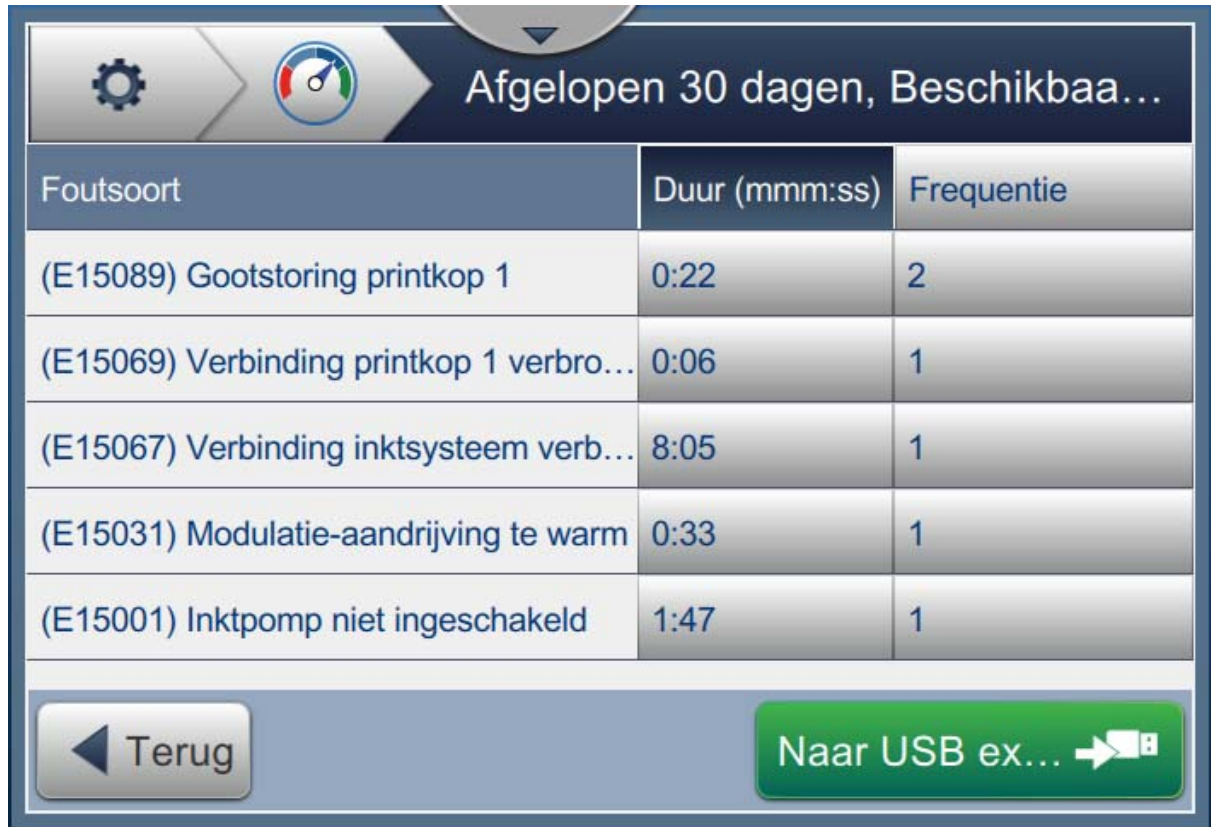 Afgelopen 30 dagen, Beschikbaa...
Foutsoort Duur (mmm:ss) Frequentie
(E15089) Gootstoring printkop 1 0:22 2
(E15069) Verbinding printkop 1 verbro... 0:06 1
(E15067) Verbinding inktsysteem verb... 8:05 1
(E15031) Modulatie-aandrijving te warm 0:33 1
(E15001) Inktpomp niet ingeschakeld 1:47 1
Terug Naar USB ex...